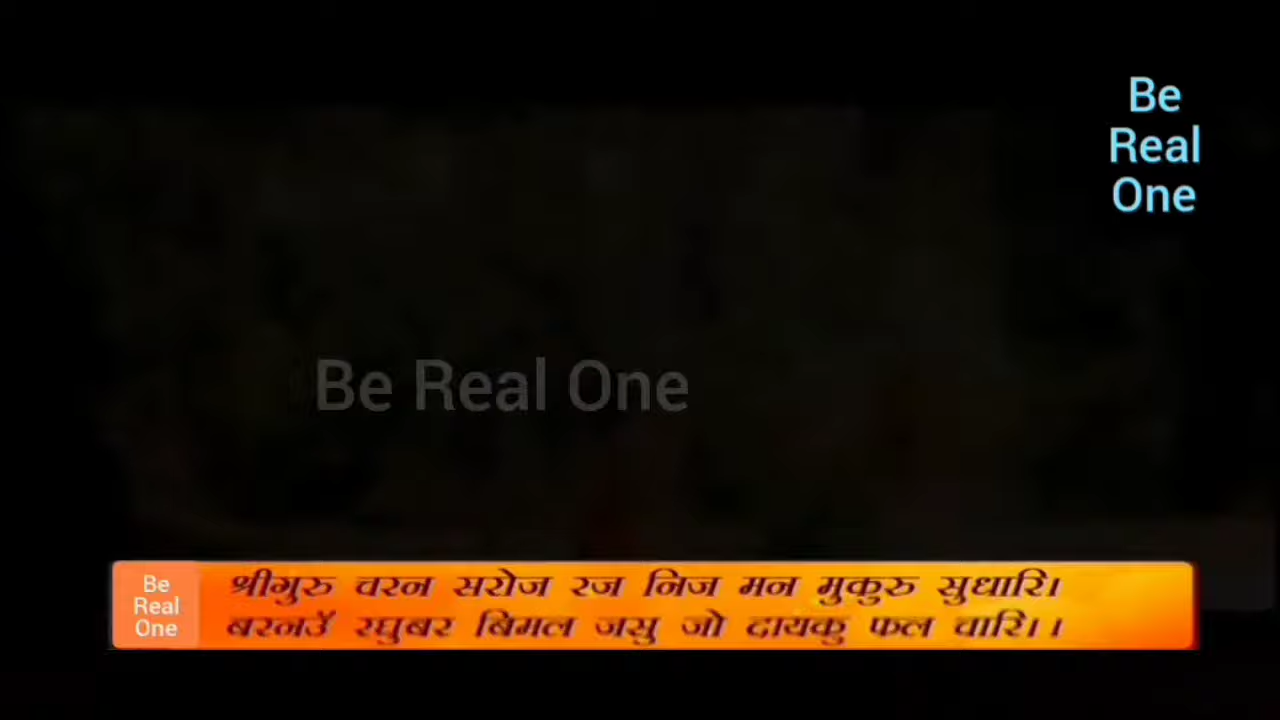 Be
Real
One
Be Real One
Be
Real
One
श्रीगुरु चरन सरोज रज निज मन मुकुरु सुधारि।
बरनउँ रघुबर बिमल जसु जो दायकु फल चारि।।